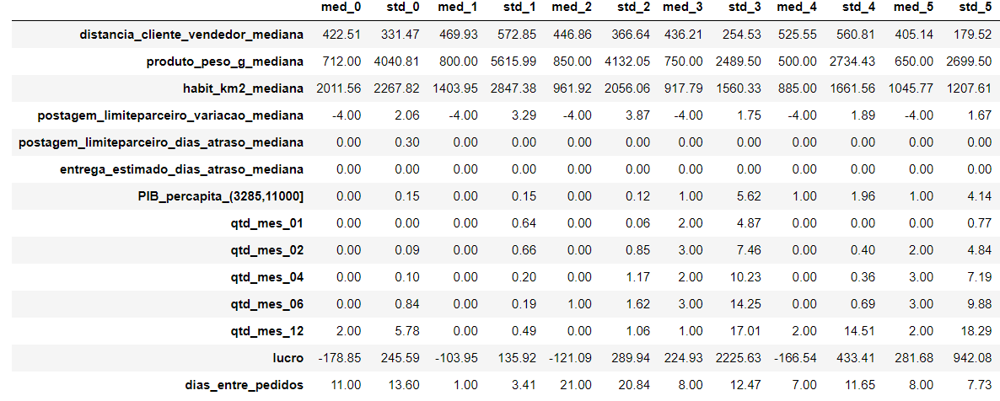 med_0 std_0 med_1 std_1 med_2 std_2 med_3 std_3 med_4 std_4 med_5 std_5
distancia_cliente_vendedor_mediana 422.51 331.47 469.93 572.85 446.86 366.64 436.21 254.53 525.55 560.81 405.14 179.52
produto_peso_g_mediana 712.00 4040.81 800.00 5615.99 850.00 4132.05 750.00 2489.50 500.00 2734.43 650.00 2699.50
habit_km2_mediana 2011.56 2267.82 1403.95 2847.38 961.92 2056.06 917.79 1560.33 885.00 1661.56 1045.77 1207.61
postagem_limiteparceiro_variacao_mediana -4.00 2.06 -4.00 3.29 -4.00 3.87 -4.00 1.75 -4.00 1.89 -4.00 1.67
postagem_limiteparceiro_dias_atraso_mediana 0.00 0.30 0.00 0.00 0.00 0.00 0.00 0.00 0.00 0.00 0.00 0.00
entrega_estimado_dias_atraso_mediana 0.00 0.00 0.00 0.00 0.00 0.00 0.00 0.00 0.00 0.00 0.00 0.00
PIB_percapita_(3285,11000] 0.00 0.15 0.00 0.15 0.00 0.12 1.00 5.62 1.00 1.96 1.00 4.14
qtd_mes_01 0.00 0.00 0.00 0.64 0.00 0.06 2.00 4.87 0.00 0.00 0.00 0.77
qtd_mes_02 0.00 0.09 0.00 0.66 0.00 0.85 3.00 7.46 0.00 0.40 2.00 4.84
qtd_mes_04 0.00 0.10 0.00 0.20 0.00 1.17 2.00 10.23 0.00 0.36 3.00 7.19
qtd_mes_06 0.00 0.84 0.00 0.19 1.00 1.62 3.00 14.25 0.00 0.69 3.00 9.88
qtd_mes_12 2.00 5.78 0.00 0.49 0.00 1.06 1.00 17.01 2.00 14.51 2.00 18.29
lucro -178.85 245.59 -103.95 135.92 -121.09 289.94 224.93 2225.63 -166.54 433.41 281.68 942.08
dias_entre_pedidos 11.00 13.60 1.00 3.41 21.00 20.84 8.00 12.47 7.00 11.65 8.00 7.73